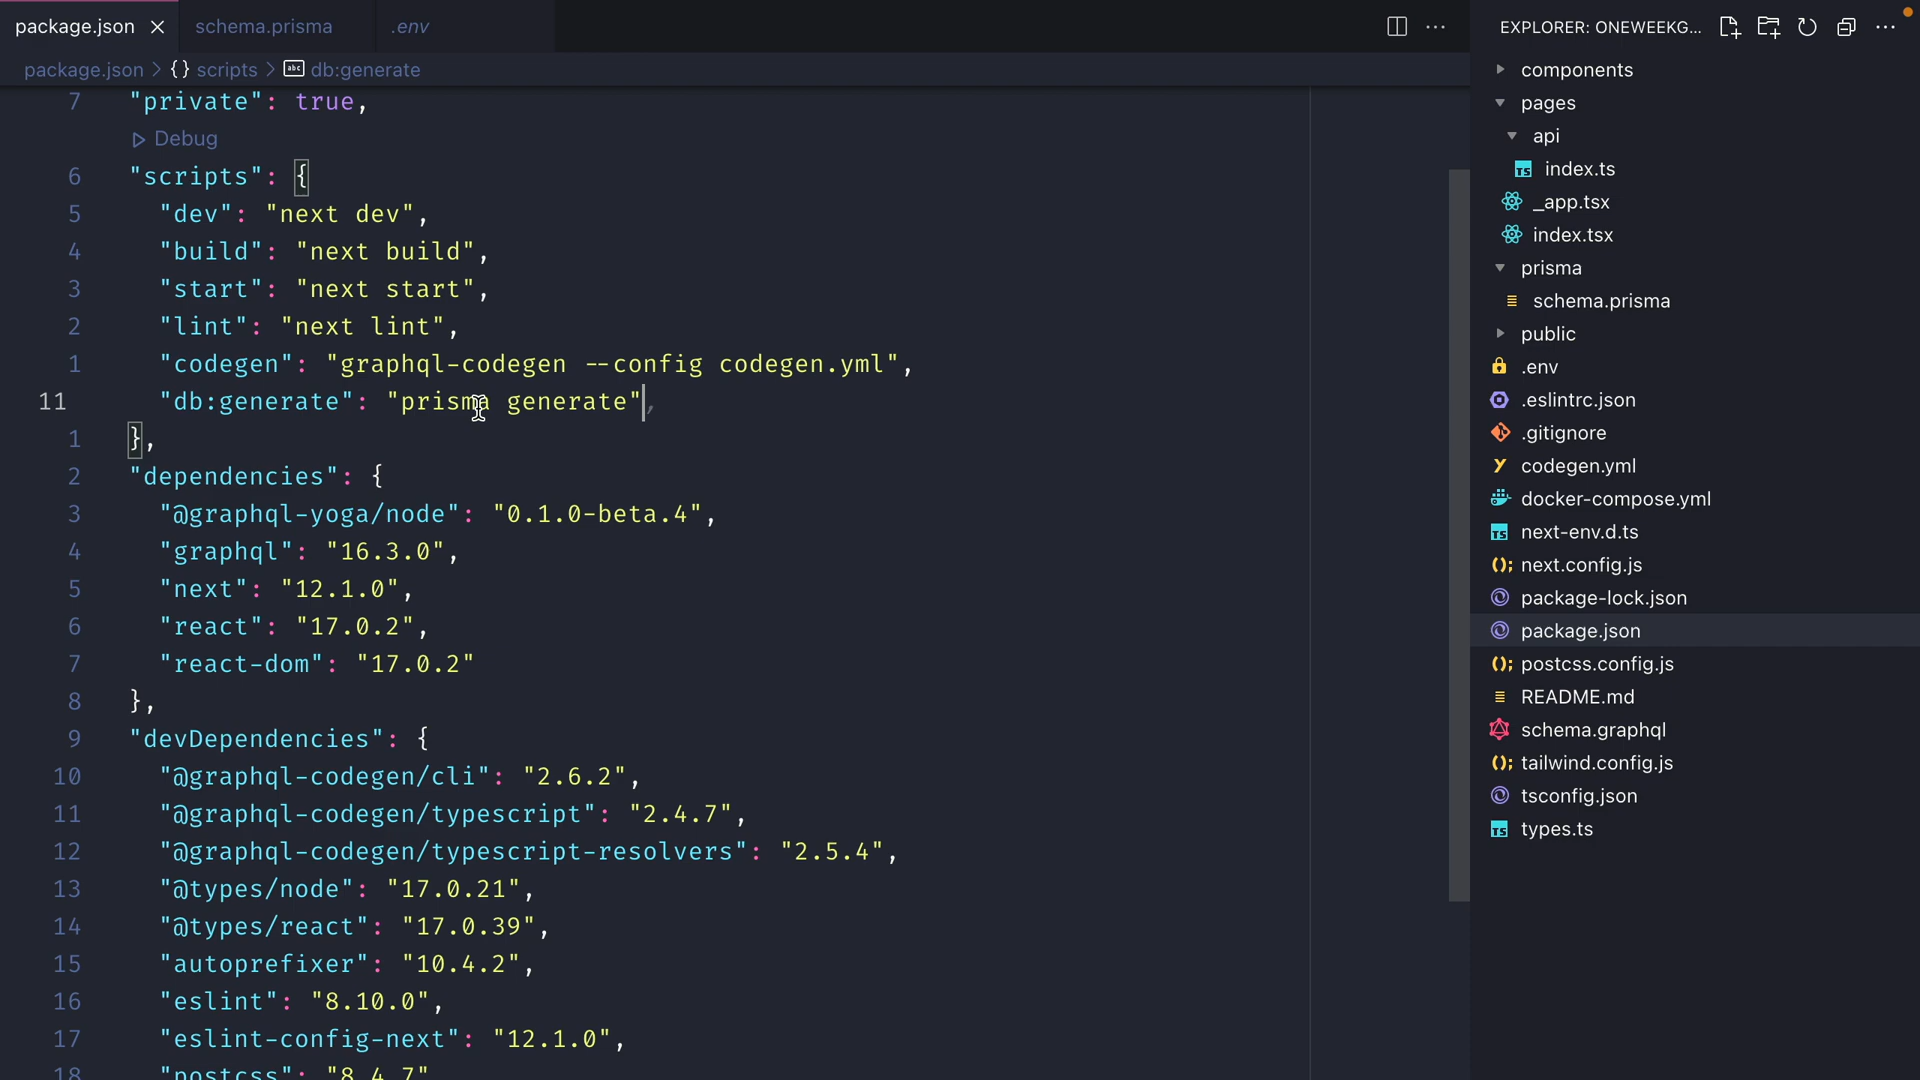 package.json
schema.prisma
.env
EXPLORER: ONEWEEKG...
package.json > {} scripts > abc db:generate
7 "private": true,
Debug
6 "scripts": {
5 "dev": "next dev",
4 "build": "next build",
3 "start": "next start",
2 "lint": "next lint",
1 "codegen": "graphql-codegen --config codegen.yml",
11 "db:generate": "prisma generate",
1 },
2 "dependencies": {
3 "@graphql-yoga/node": "0.1.0-beta.4",
4 "graphql": "16.3.0",
5 "next": "12.1.0",
6 "react": "17.0.2",
7 "react-dom": "17.0.2"
8 },
9 "devDependencies": {
10 "@graphql-codegen/cli": "2.6.2",
11 "@graphql-codegen/typescript": "2.4.7",
12 "@graphql-codegen/typescript-resolvers": "2.5.4",
13 "@types/node": "17.0.21",
14 "@types/react": "17.0.39",
15 "autoprefixer": "10.4.2",
16 "eslint": "8.10.0",
17 "eslint-config-next": "12.1.0",
18 "postcss": "8.4.7"
components
pages
api
TS index.ts
_app.tsx
index.tsx
prisma
schema.prisma
public
.env
.eslintrc.json
.gitignore
Y codegen.yml
docker-compose.yml
TS next-env.d.ts
(); next.config.js
package-lock.json
package.json
(); postcss.config.js
README.md
schema.graphql
(); tailwind.config.js
tsconfig.json
TS types.ts